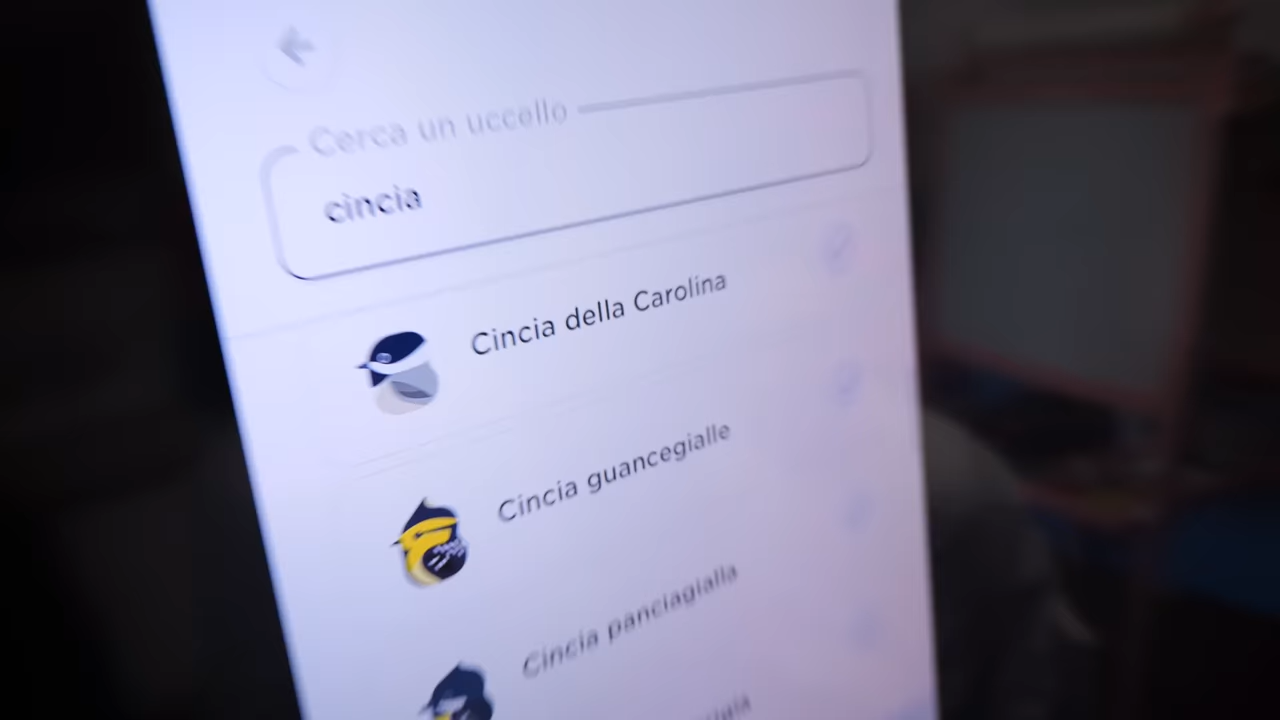 Cerca un uccello
cincia
Cincia della Carolina
Cincia guancegialle
Cincia panciagialla